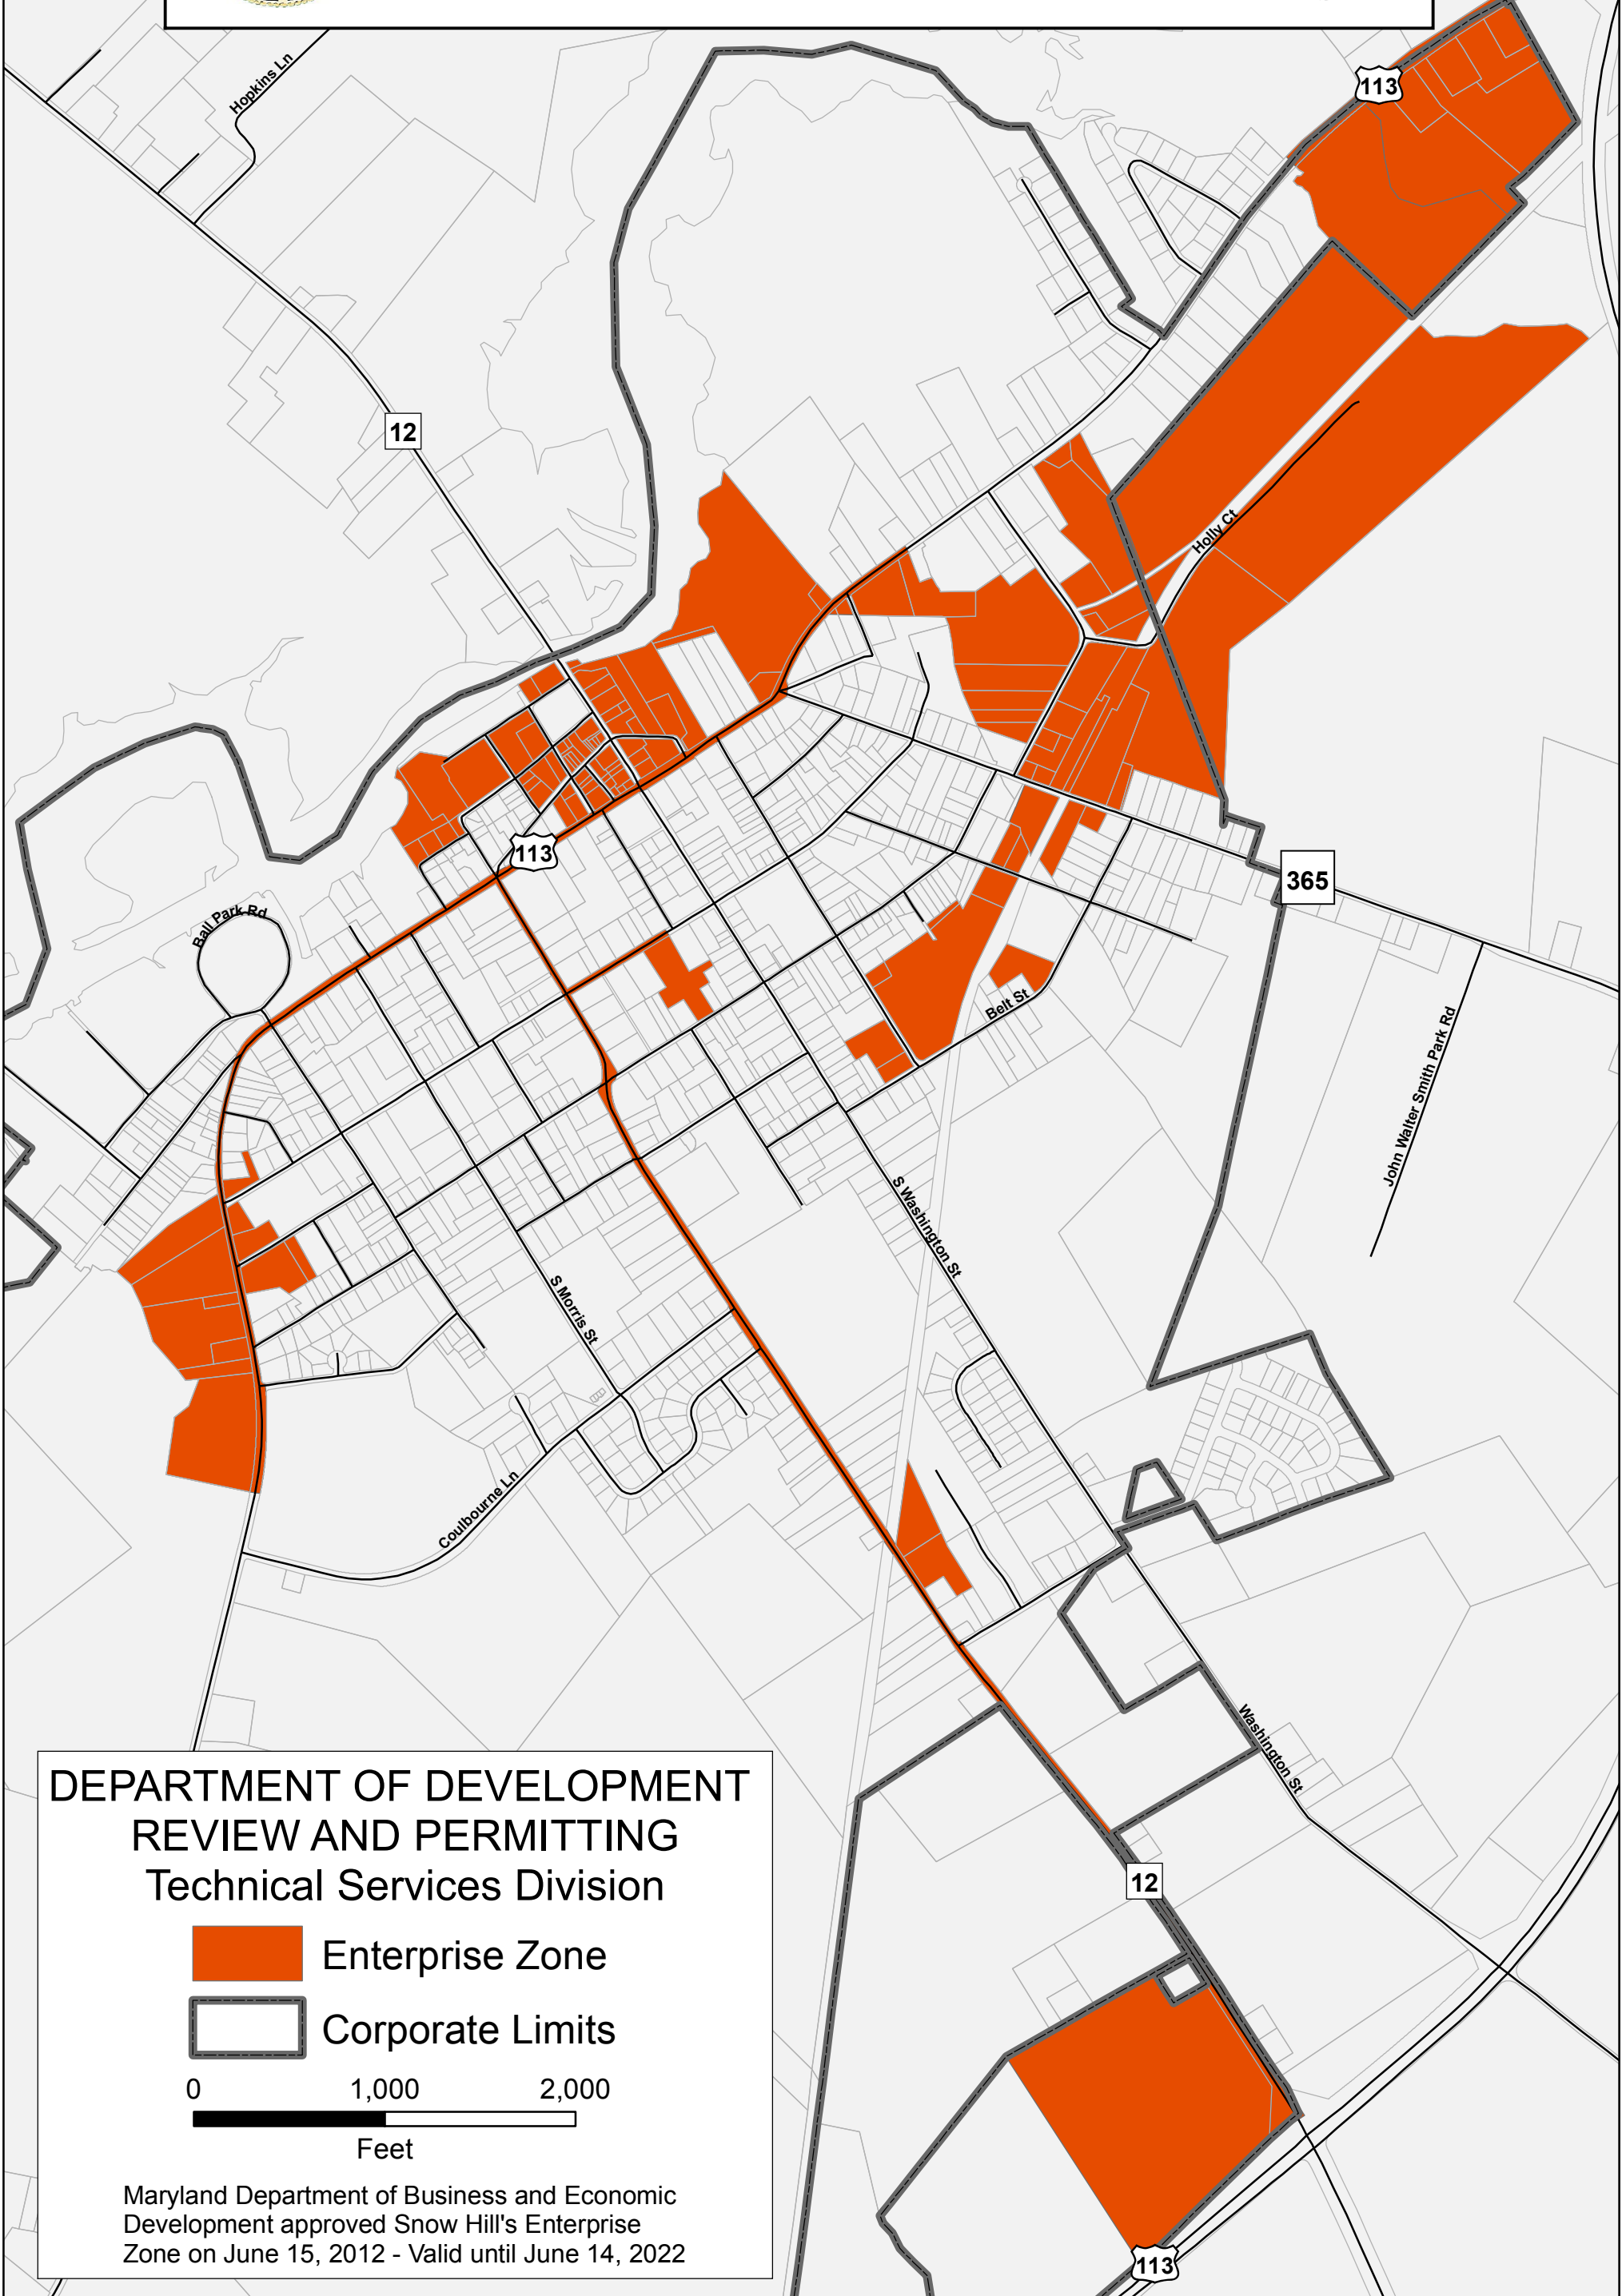 113
Hopkins Ln
12
Holly Ct
113
365
Ball Park Rd
Belt St
John Walter Smith Park Rd
S Washington St
S Morris St
Coulbourne Ln
Washington St
12
113
DEPARTMENT OF DEVELOPMENT
REVIEW AND PERMITTING
Technical Services Division
Enterprise Zone
Corporate Limits
0 1,000 2,000
Feet
Maryland Department of Business and Economic
Development approved Snow Hill's Enterprise
Zone on June 15, 2012 - Valid until June 14, 2022